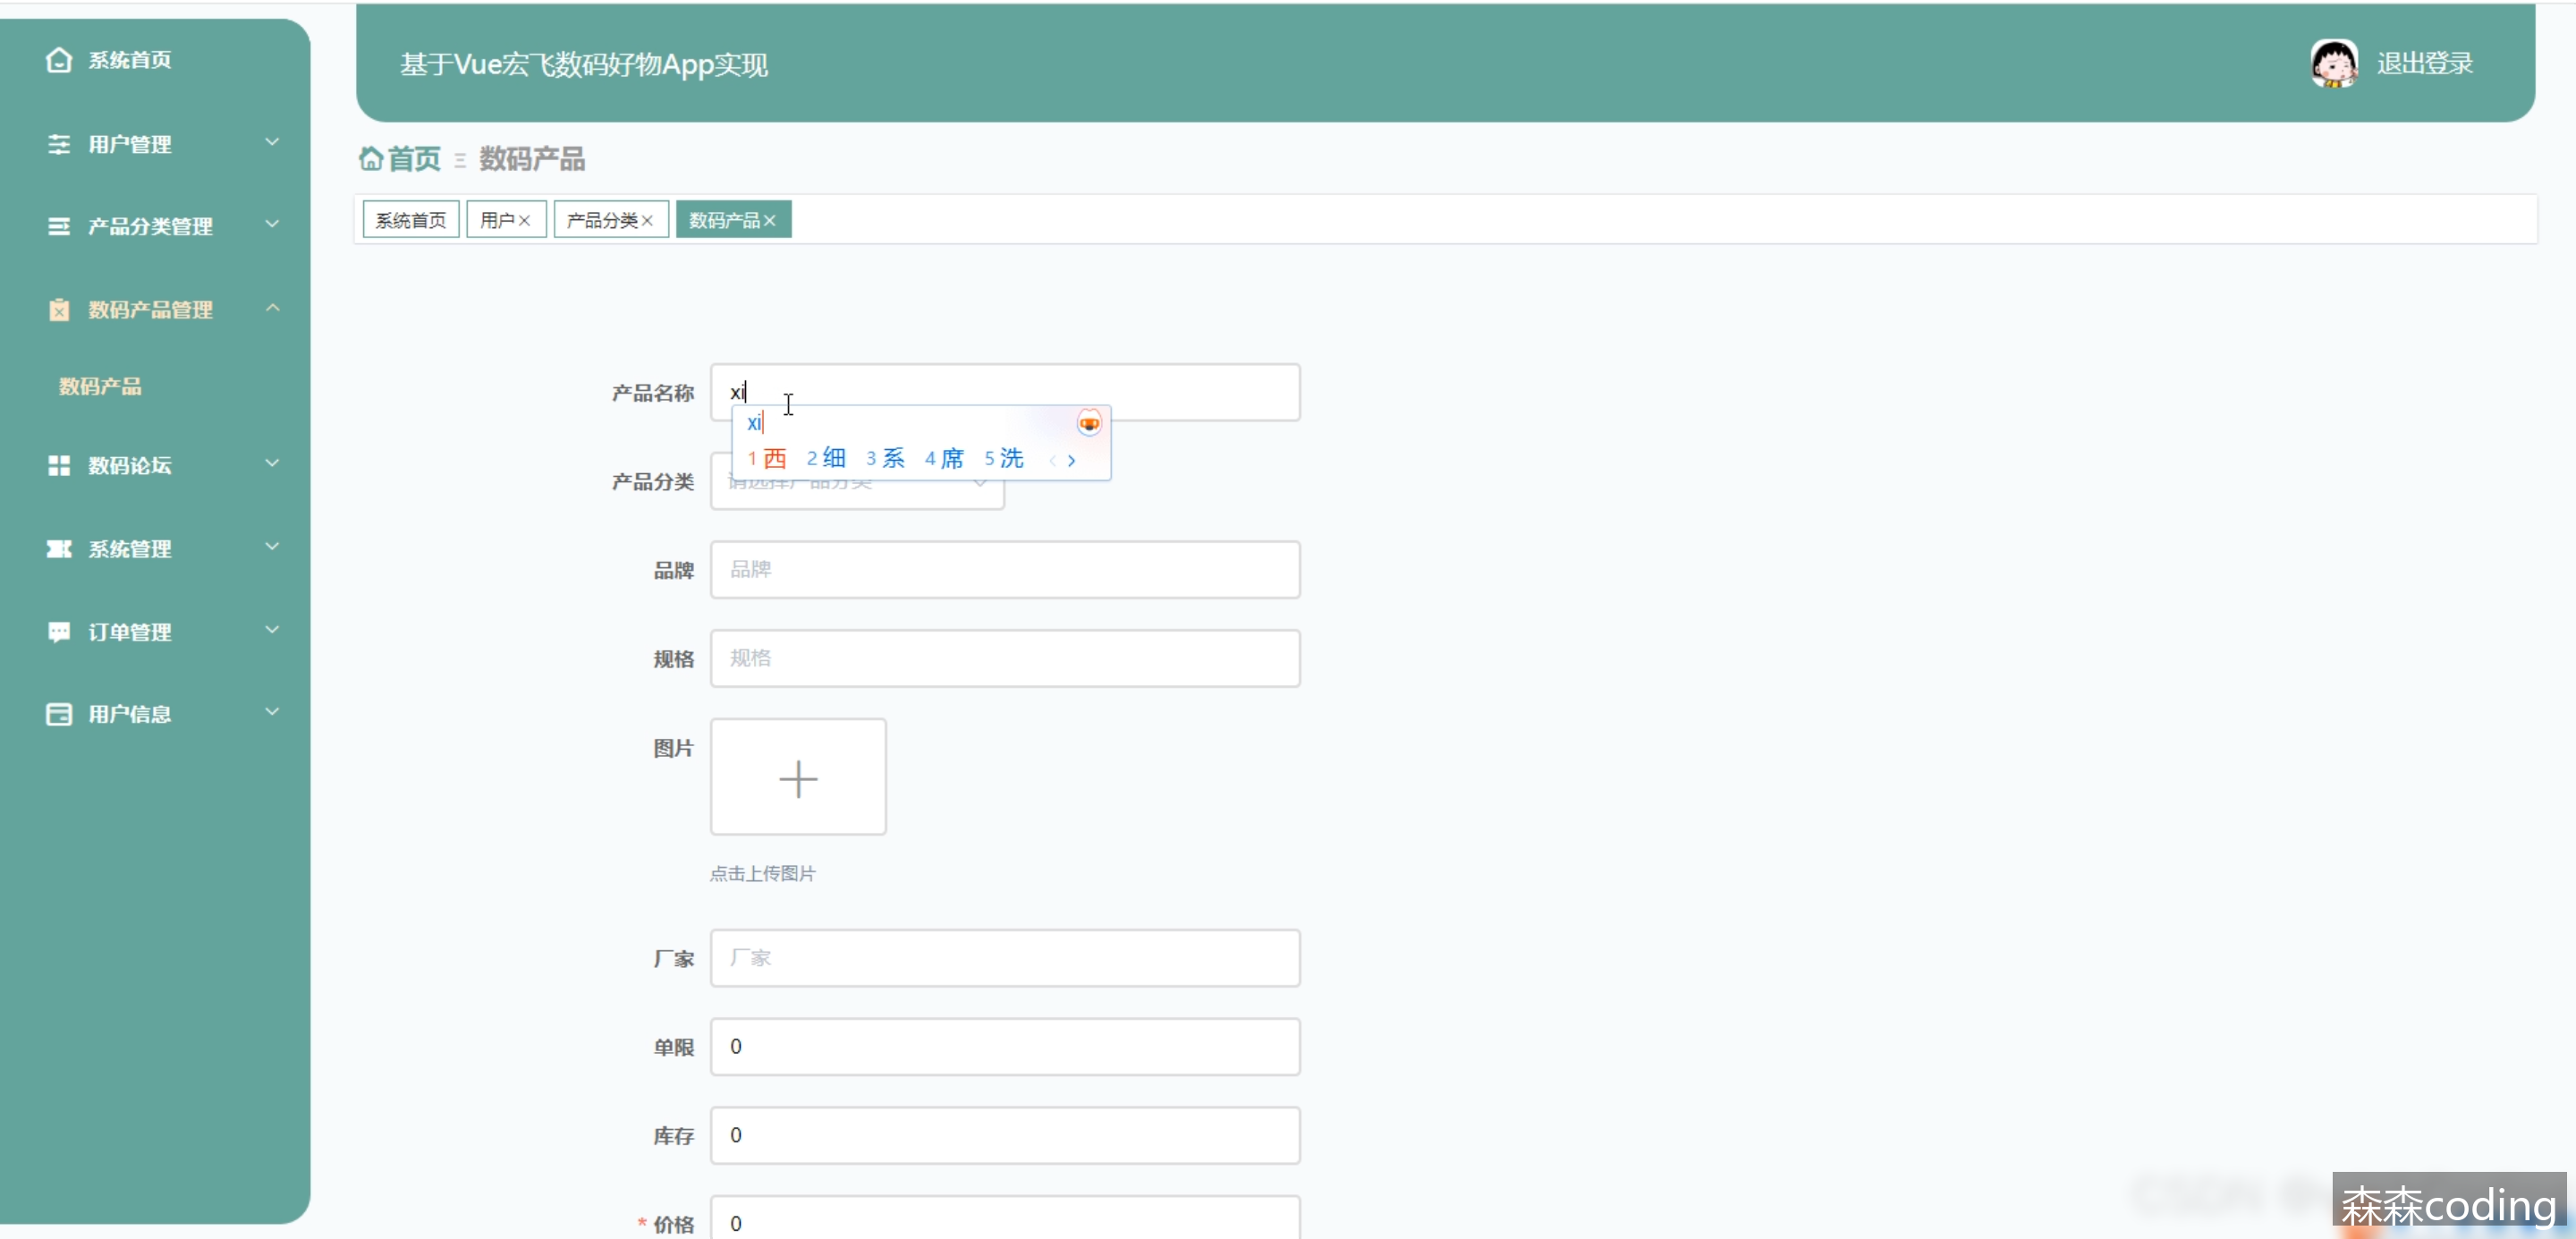 系统首页
用户管理
产品分类管理
数码产品管理
数码产品
数码论坛
系统管理
订单管理
用户信息
基于Vue宏飞数码好物App实现
退出登录
首页 数码产品
系统首页 用户 产品分类 数码产品
产品名称 xi
xi
1 西 2 细 3 系 4 席 5 洗
产品分类 请选择产品分类
品牌 品牌
规格 规格
图片
点击上传图片
厂家 厂家
单限 0
库存 0
* 价格 0
森森coding